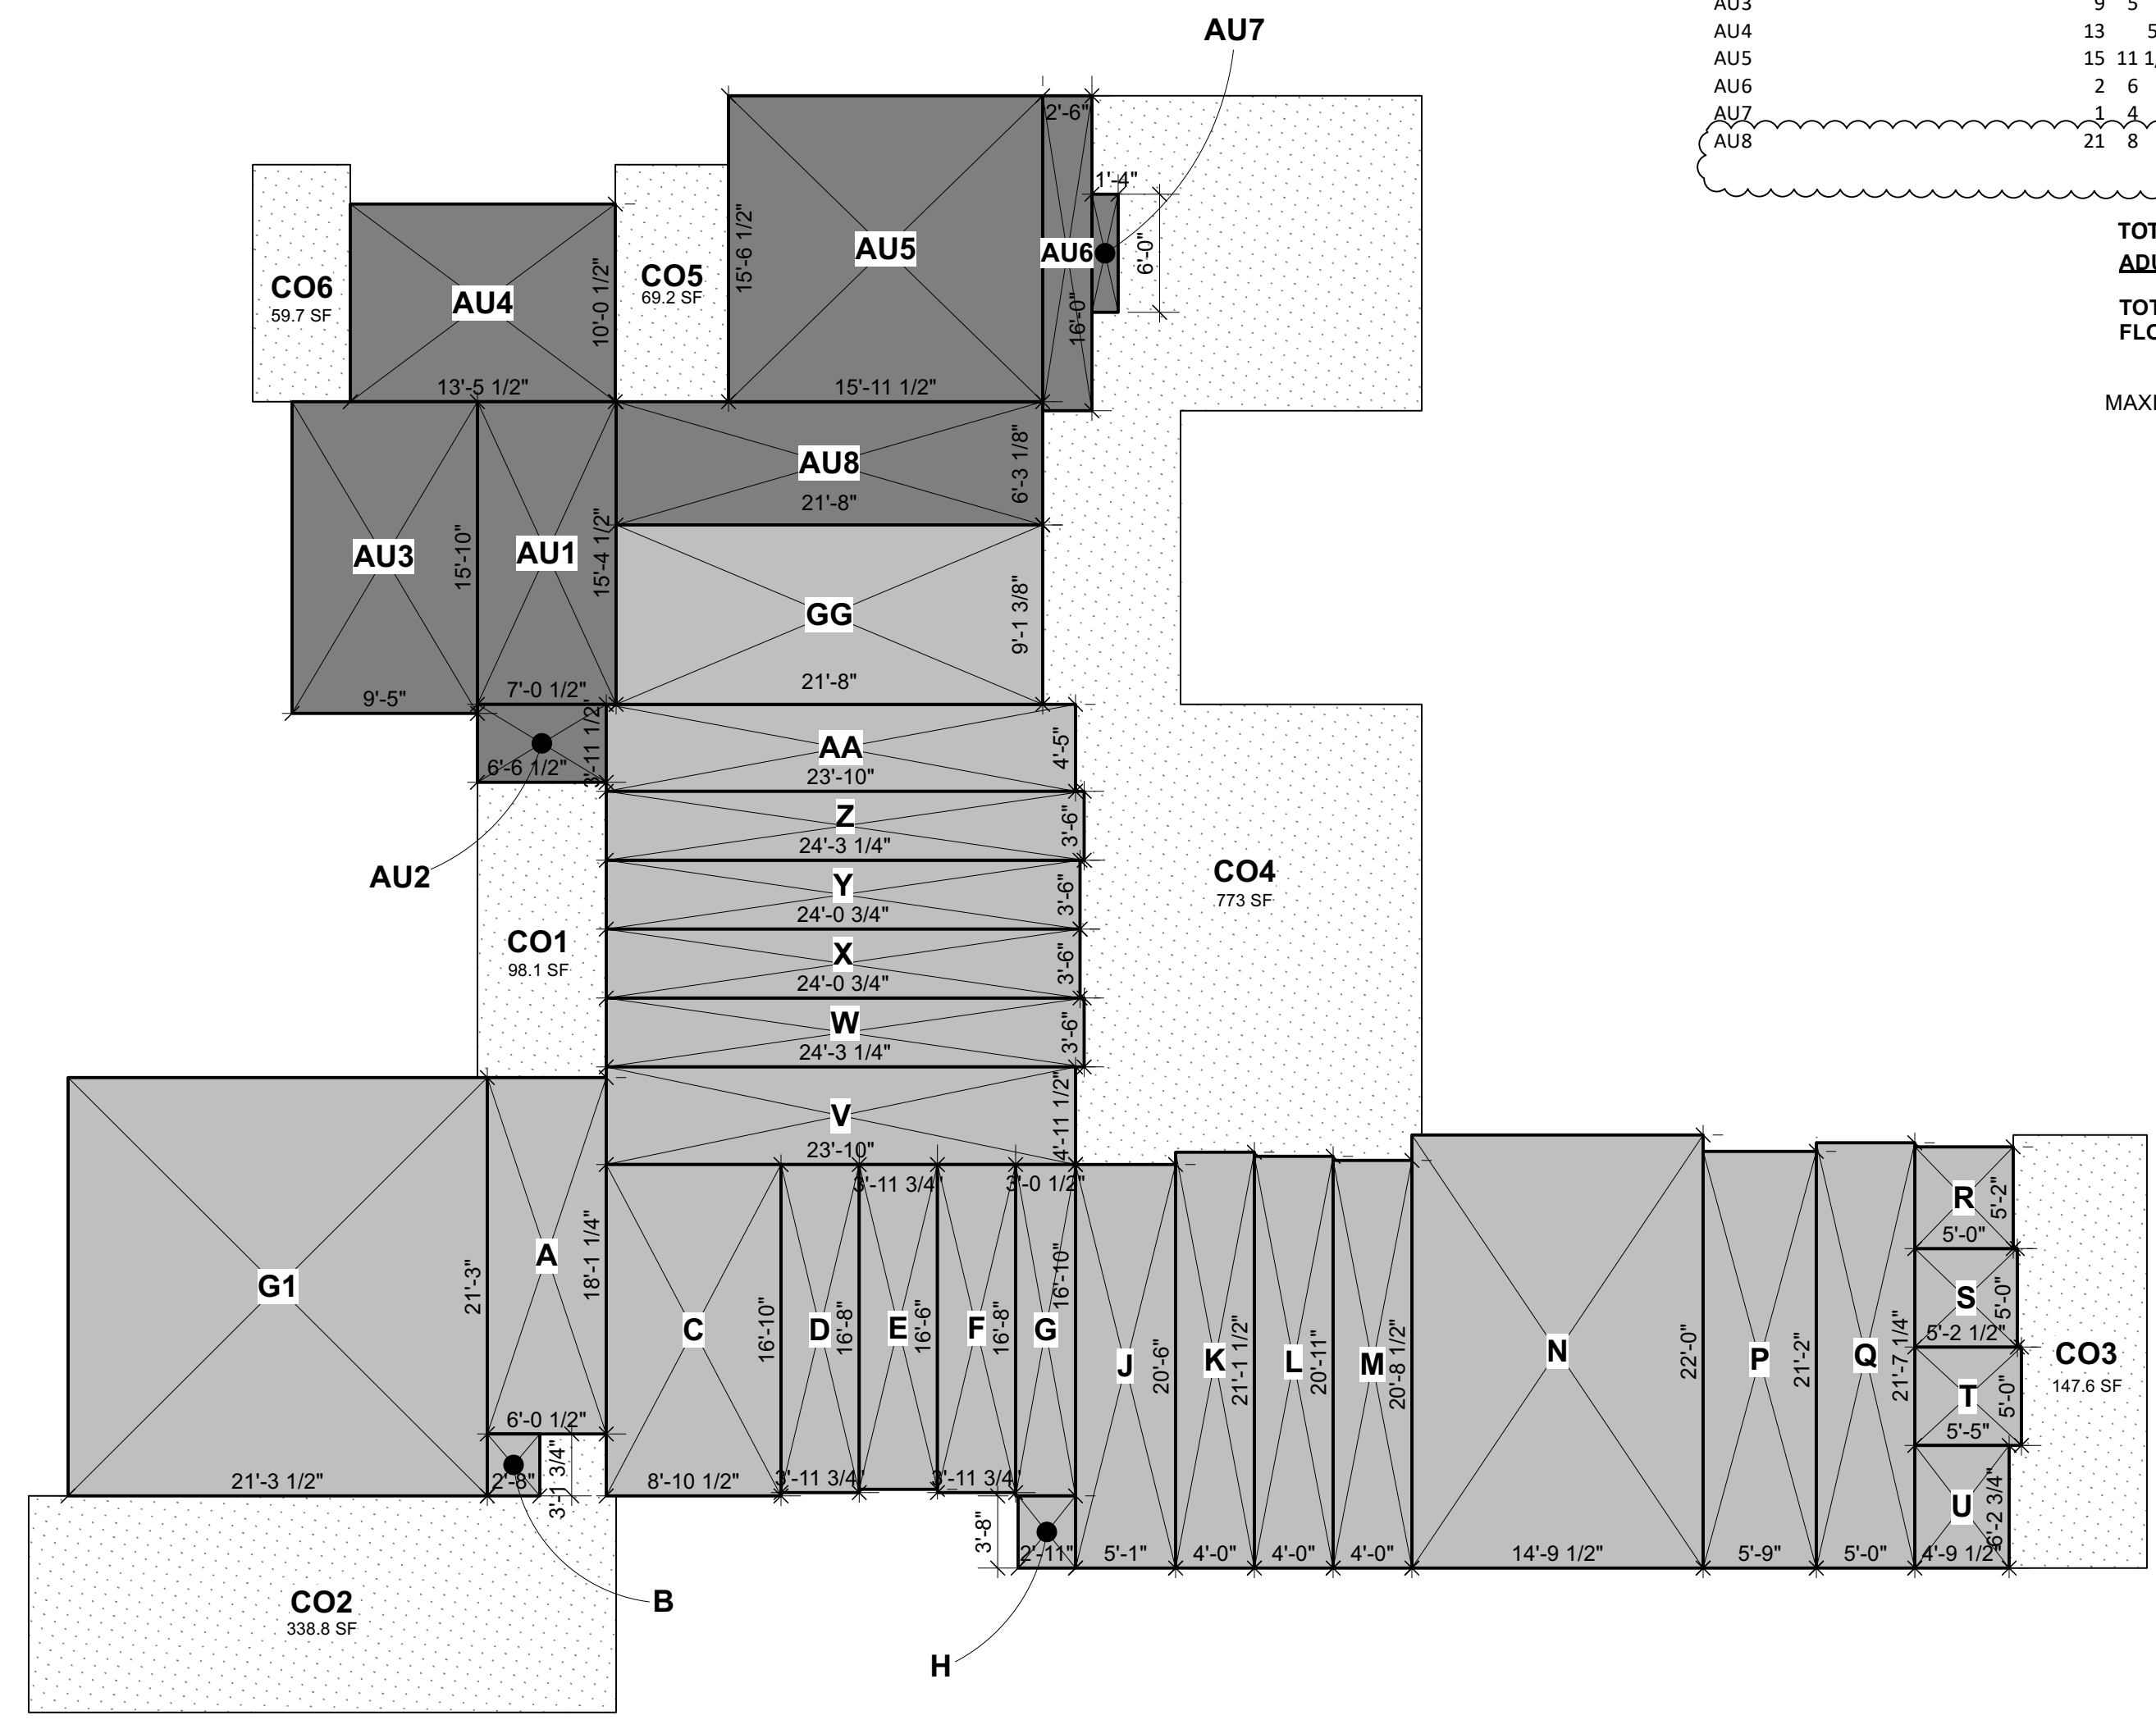 AU3 9 5
AU4 13 5
AU5 15 11 1/
AU6 2 6
AU7 1 4
AU8 21 8
TOT
ADU
TOT
FLO
MAXI
AU7
2'-6"
1'-4"
AU5
15'-6 1/2"
15'-11 1/2"
AU6
16'-0"
6'-0"
CO6
59.7 SF
AU4
10'-0 1/2"
13'-5 1/2"
CO5
69.2 SF
AU8
6'-3 1/8"
21'-8"
AU3
15'-10"
9'-5"
AU1
15'-4 1/2"
7'-0 1/2"
GG
9'-1 3/8"
21'-8"
3'-11 1/2"
6'-6 1/2"
AU2
AA
4'-5"
23'-10"
Z
3'-6"
24'-3 1/4"
Y
3'-6"
24'-0 3/4"
X
3'-6"
24'-0 3/4"
W
3'-6"
24'-3 1/4"
V
4'-11 1/2"
23'-10"
CO1
98.1 SF
CO4
773 SF
G1
21'-3"
21'-3 1/2"
A
18'-1 1/4"
6'-0 1/2"
2'-8"
3'-1 3/4"
B
C
16'-10"
8'-10 1/2"
D
16'-8"
3'-11 3/4"
E
16'-6"
3'-11 3/4"
F
16'-8"
3'-11 3/4"
G
16'-10"
3'-0 1/2"
3'-8"
2'-11"
H
J
20'-6"
5'-1"
K
21'-1 1/2"
4'-0"
L
20'-11"
4'-0"
M
20'-8 1/2"
4'-0"
N
22'-0"
14'-9 1/2"
P
21'-2"
5'-9"
Q
21'-7 1/4"
5'-0"
R
5'-2"
5'-0"
S
5'-0"
5'-2 1/2"
T
5'-0"
5'-5"
U
6'-2 3/4"
4'-9 1/2"
CO3
147.6 SF
CO2
338.8 SF